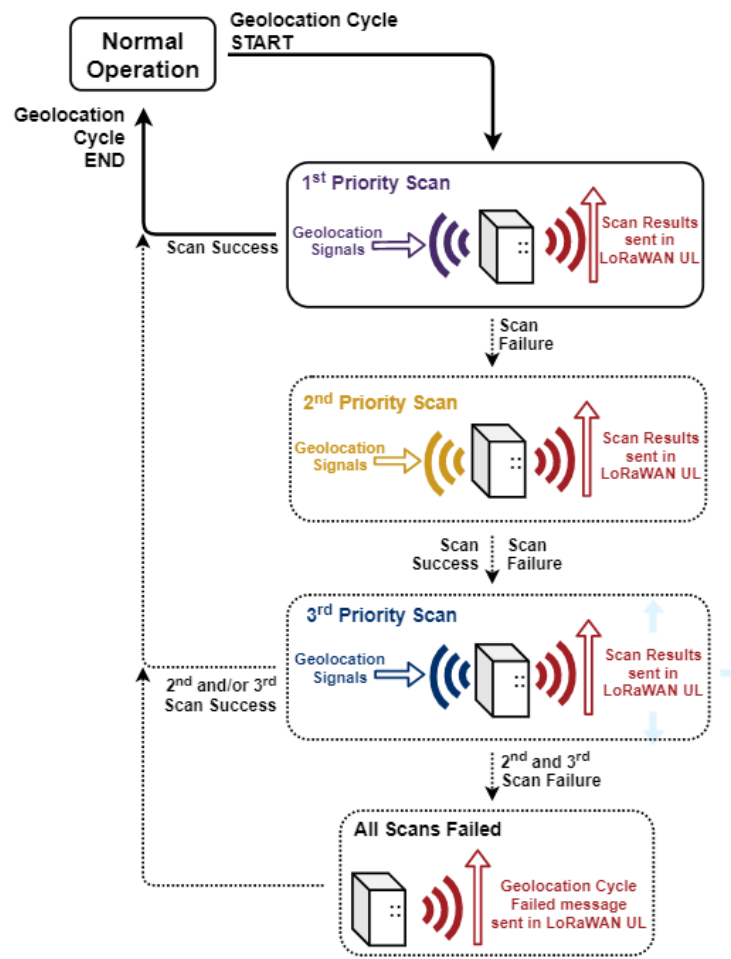 Normal
Operation
Geolocation Cycle
START
Geolocation
Cycle
END
1st Priority Scan
Geolocation
Signals
Scan Results
sent in
LoRaWAN UL
Scan Success
Scan
Failure
2nd Priority Scan
Geolocation
Signals
Scan Results
sent in
LoRaWAN UL
Scan
Success
Scan
Failure
3rd Priority Scan
Geolocation
Signals
Scan Results
sent in
LoRaWAN UL
2nd and/or 3rd
Scan Success
2nd and 3rd
Scan Failure
All Scans Failed
Geolocation Cycle
Failed message
sent in LoRaWAN UL